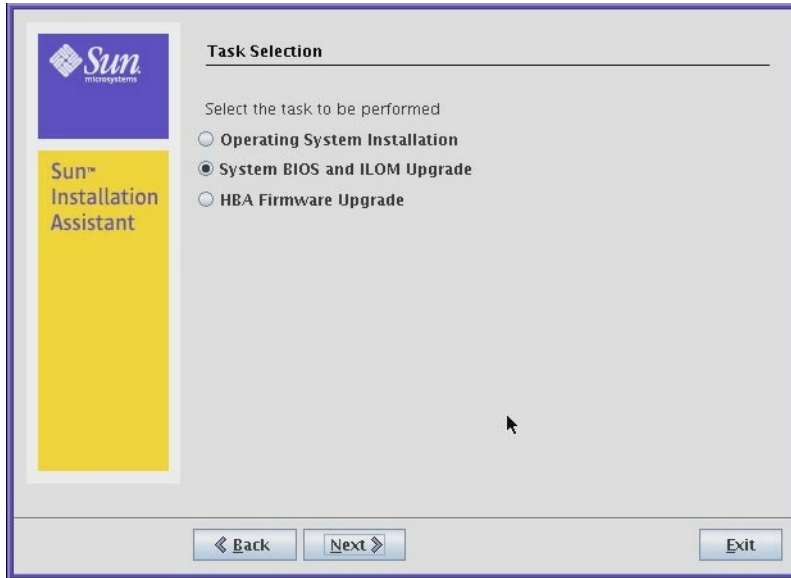 Sun
microsystems
Sun™
Installation
Assistant
Task Selection
Select the task to be performed
Operating System Installation
System BIOS and ILOM Upgrade
HBA Firmware Upgrade
Back
Next
Exit